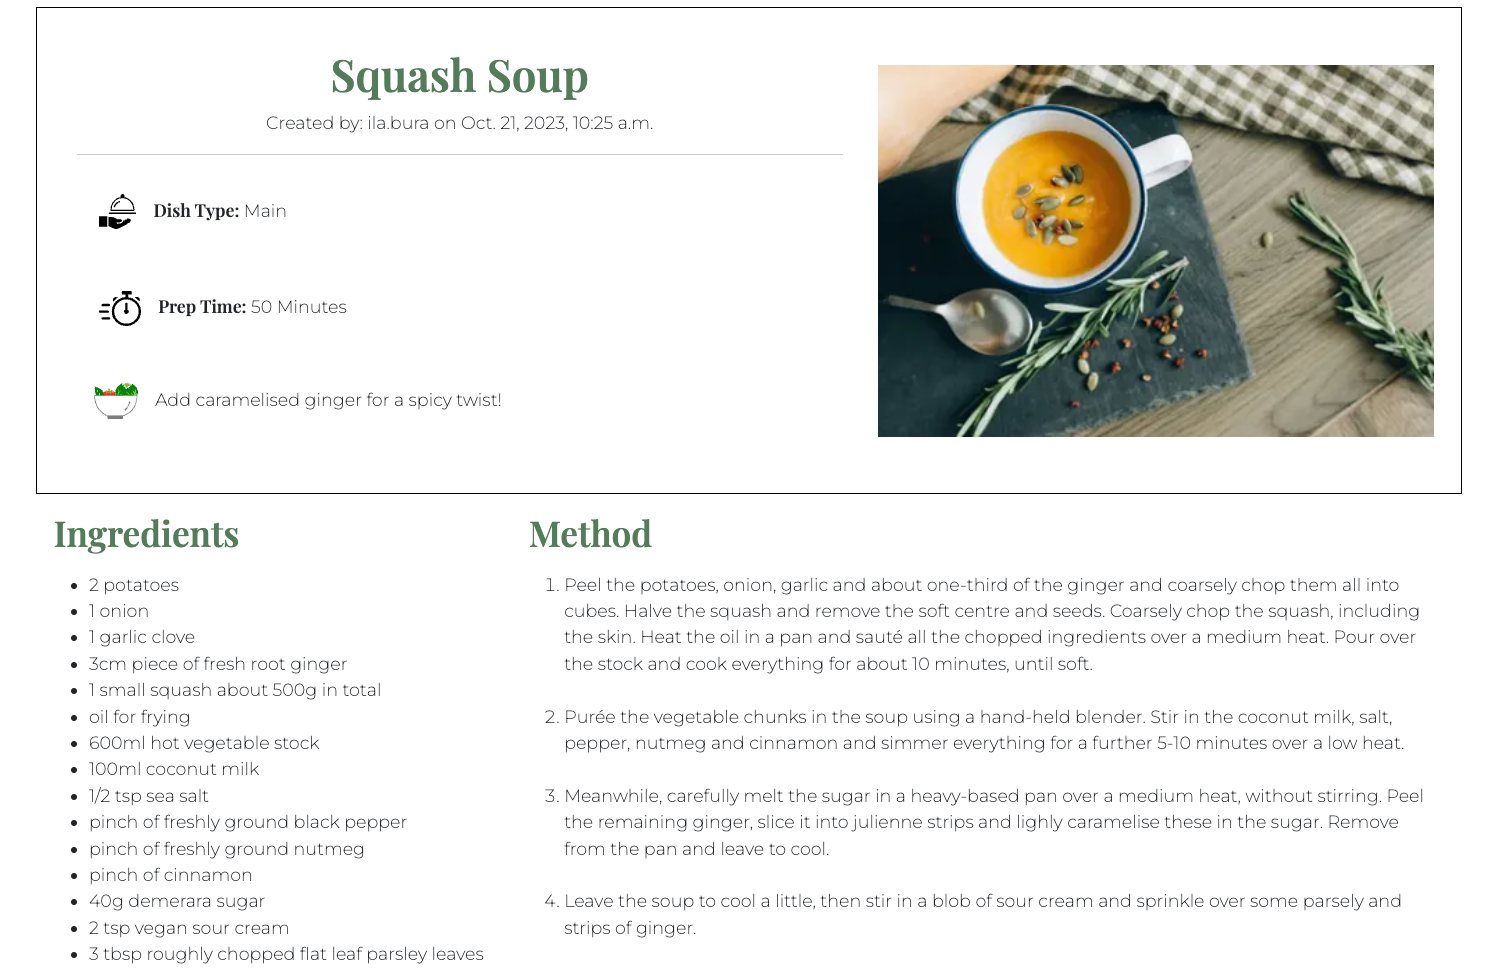 Squash Soup
Created by: ila.bura on Oct. 21, 2023, 10:25 a.m.
Dish Type: Main
Prep Time: 50 Minutes
Add caramelised ginger for a spicy twist!
Ingredients
• 2 potatoes
• 1 onion
• 1 garlic clove
• 3cm piece of fresh root ginger
• 1 small squash about 500g in total
• oil for frying
• 600ml hot vegetable stock
• 100ml coconut milk
• 1/2 tsp sea salt
• pinch of freshly ground black pepper
• pinch of freshly ground nutmeg
• pinch of cinnamon
• 40g demerara sugar
• 2 tsp vegan sour cream
• 3 tbsp roughly chopped flat leaf parsley leaves
Method
1. Peel the potatoes, onion, garlic and about one-third of the ginger and coarsely chop them all into
cubes. Halve the squash and remove the soft centre and seeds. Coarsely chop the squash, including
the skin. Heat the oil in a pan and sauté all the chopped ingredients over a medium heat. Pour over
the stock and cook everything for about 10 minutes, until soft.
2. Purée the vegetable chunks in the soup using a hand-held blender. Stir in the coconut milk, salt,
pepper, nutmeg and cinnamon and simmer everything for a further 5-10 minutes over a low heat.
3. Meanwhile, carefully melt the sugar in a heavy-based pan over a medium heat, without stirring. Peel
the remaining ginger, slice it into julienne strips and lighly caramelise these in the sugar. Remove
from the pan and leave to cool.
4. Leave the soup to cool a little, then stir in a blob of sour cream and sprinkle over some parsely and
strips of ginger.